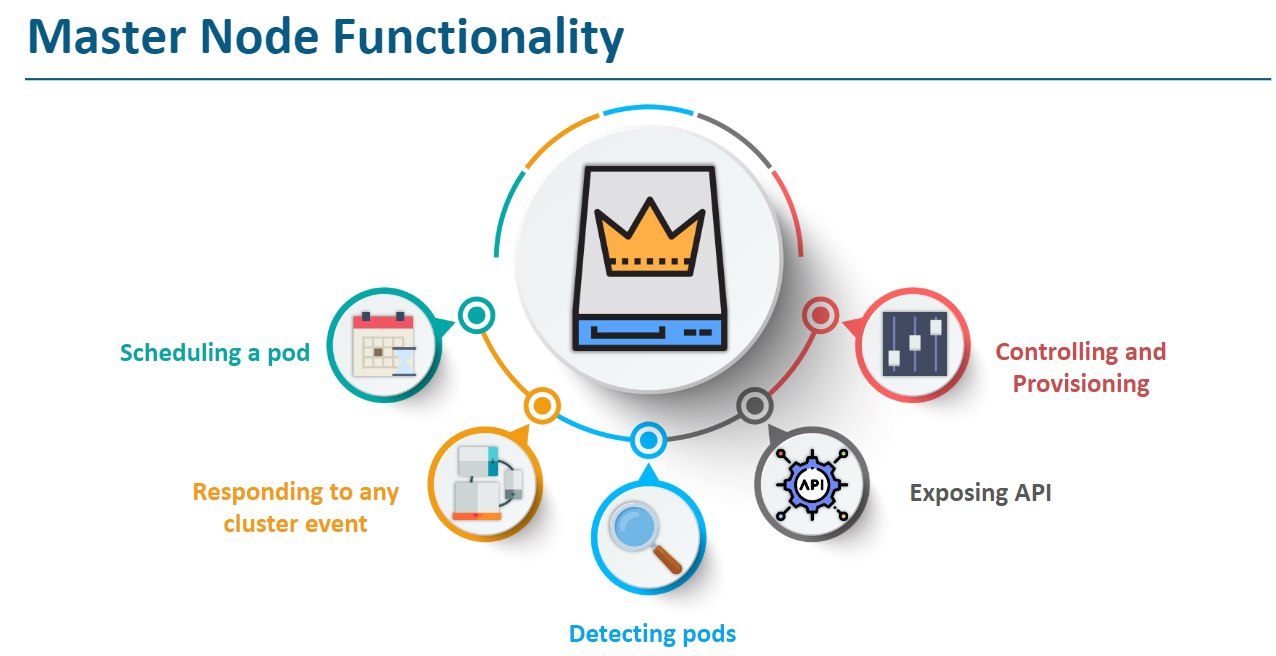 Master Node Functionality
Scheduling a pod
Responding to any
cluster event
Detecting pods
API
Exposing API
Controlling and
Provisioning